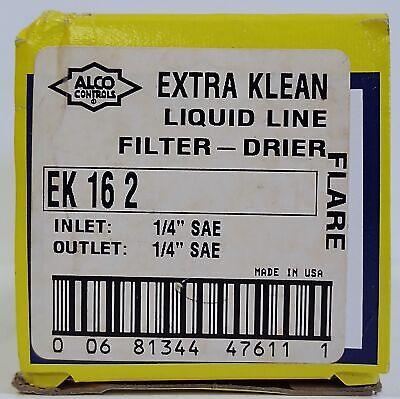 ALCO
CONTROLS
EXTRA KLEAN
LIQUID LINE
FILTER – DRIER
FLARE
EK 16 2
INLET: 1/4" SAE
OUTLET: 1/4" SAE
MADE IN USA
0 06 81344 47611 1